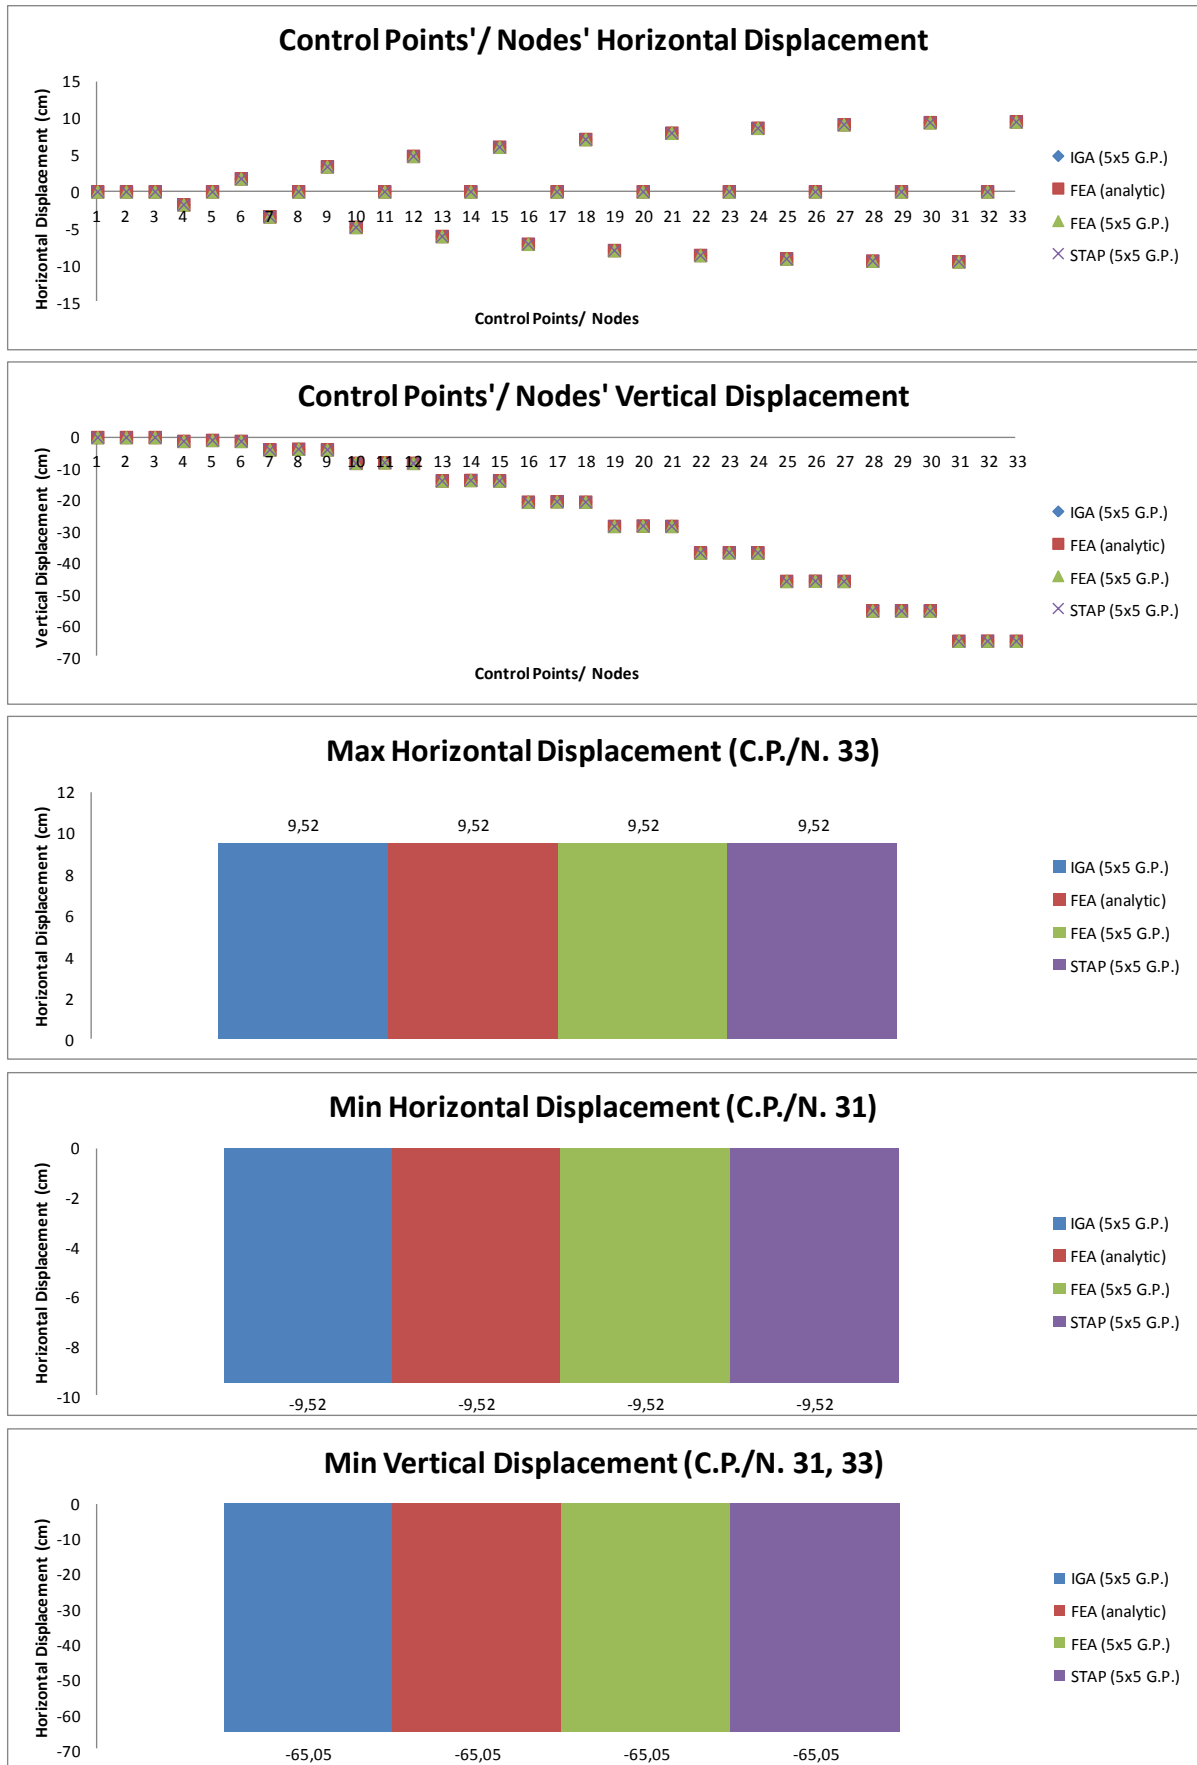 Control Points'/ Nodes' Horizontal Displacement
Horizontal Displacement (cm)
15
10
5
0
-5
-10
-15
1 2 3 4 5 6 7 8 9 10 11 12 13 14 15 16 17 18 19 20 21 22 23 24 25 26 27 28 29 30 31 32 33
Control Points/ Nodes
IGA (5x5 G.P.)
FEA (analytic)
FEA (5x5 G.P.)
STAP (5x5 G.P.)
Control Points'/ Nodes' Vertical Displacement
Vertical Displacement (cm)
0
-10
-20
-30
-40
-50
-60
-70
1 2 3 4 5 6 7 8 9 10 11 12 13 14 15 16 17 18 19 20 21 22 23 24 25 26 27 28 29 30 31 32 33
Control Points/ Nodes
IGA (5x5 G.P.)
FEA (analytic)
FEA (5x5 G.P.)
STAP (5x5 G.P.)
Max Horizontal Displacement (C.P./N. 33)
Horizontal Displacement (cm)
12
10
8
6
4
2
0
9,52 9,52 9,52 9,52
IGA (5x5 G.P.)
FEA (analytic)
FEA (5x5 G.P.)
STAP (5x5 G.P.)
Min Horizontal Displacement (C.P./N. 31)
Horizontal Displacement (cm)
0
-2
-4
-6
-8
-10
-9,52 -9,52 -9,52 -9,52
IGA (5x5 G.P.)
FEA (analytic)
FEA (5x5 G.P.)
STAP (5x5 G.P.)
Min Vertical Displacement (C.P./N. 31, 33)
Horizontal Displacement (cm)
0
-10
-20
-30
-40
-50
-60
-70
-65,05 -65,05 -65,05 -65,05
IGA (5x5 G.P.)
FEA (analytic)
FEA (5x5 G.P.)
STAP (5x5 G.P.)